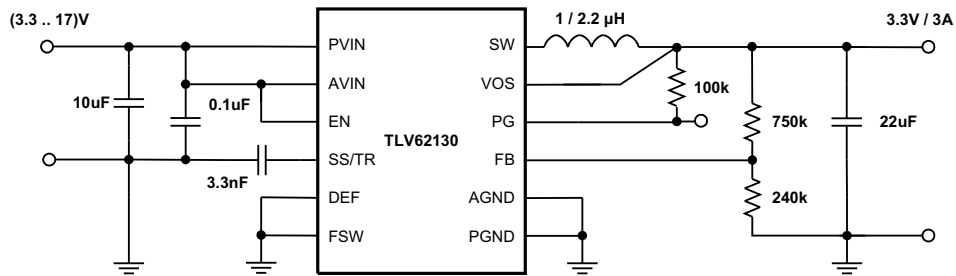 (3.3 .. 17)V
1 / 2.2 µH
3.3V / 3A
PVIN
SW
AVIN
VOS
10uF
0.1uF
100k
EN
TLV62130
PG
750k
22uF
SS/TR
FB
3.3nF
DEF
AGND
240k
FSW
PGND